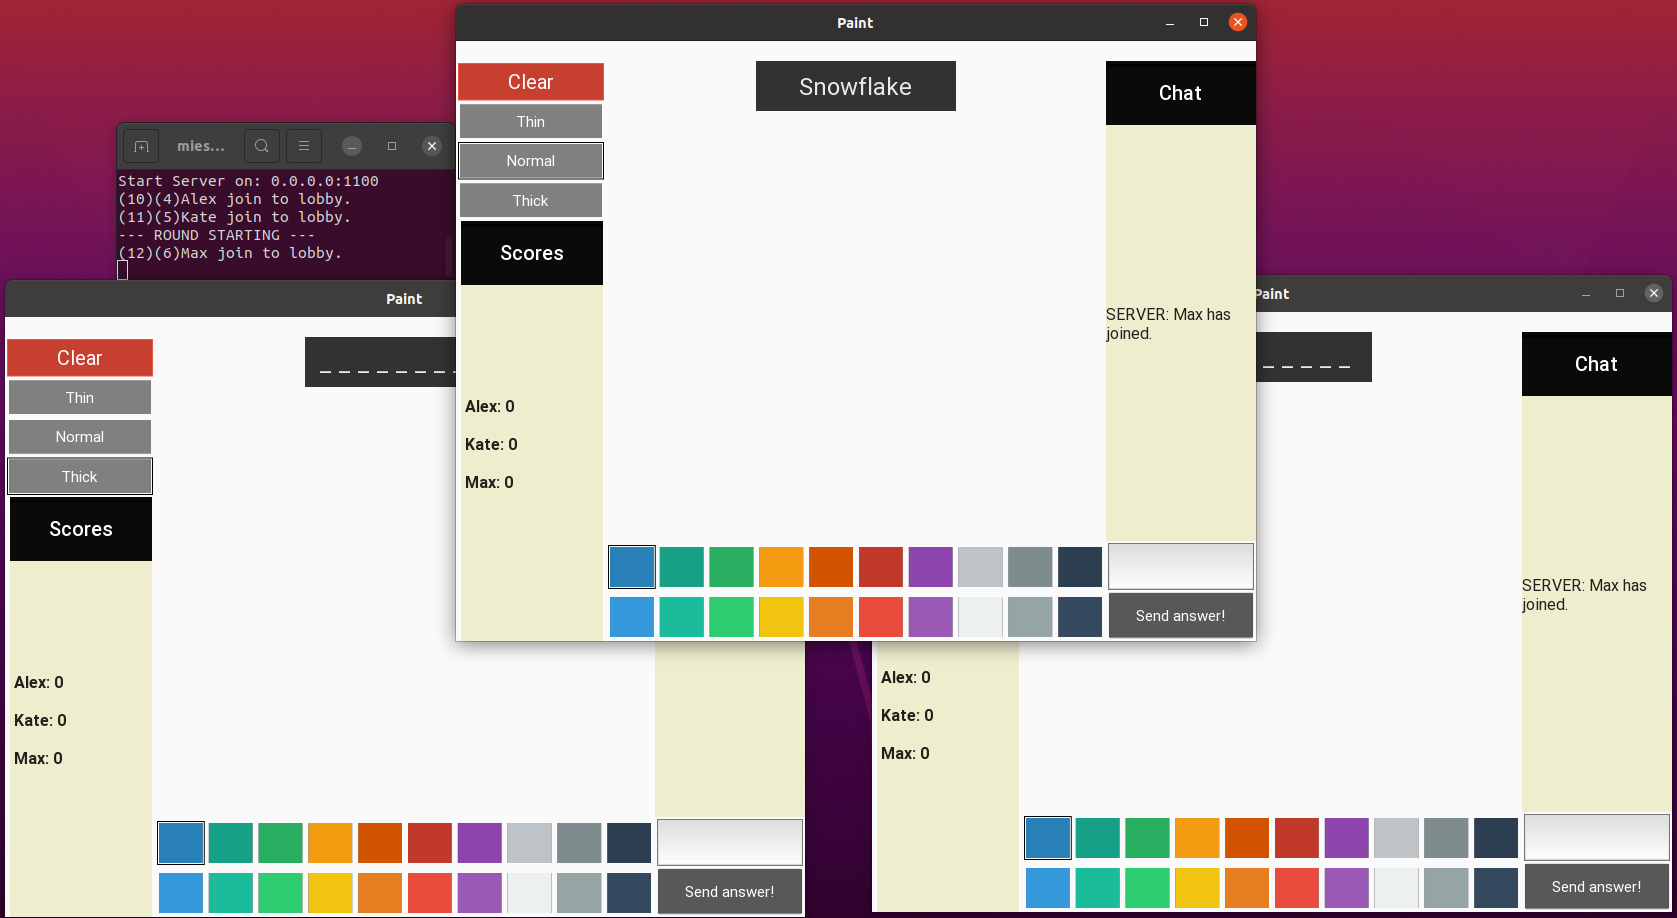 Paint
Clear
Snowflake
Chat
Thin
Normal
Thick
Scores
SERVER: Max has
joined.
Alex: 0
Kate: 0
Max: 0
Send answer!
mies...
Start Server on: 0.0.0.0:1100
(10)(4)Alex join to lobby.
(11)(5)Kate join to lobby.
--- ROUND STARTING ---
(12)(6)Max join to lobby.
Paint
Clear
_ _ _ _ _ _ _ _
Thin
Normal
Thick
Scores
Alex: 0
Kate: 0
Max: 0
Send answer!
Paint
_ _ _ _ _
Chat
SERVER: Max has
joined.
Alex: 0
Kate: 0
Max: 0
Send answer!